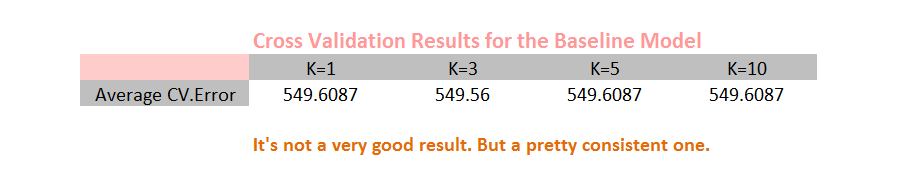 Cross Validation Results for the Baseline Model
K=1 K=3 K=5 K=10
Average CV.Error 549.6087 549.56 549.6087 549.6087
It's not a very good result. But a pretty consistent one.